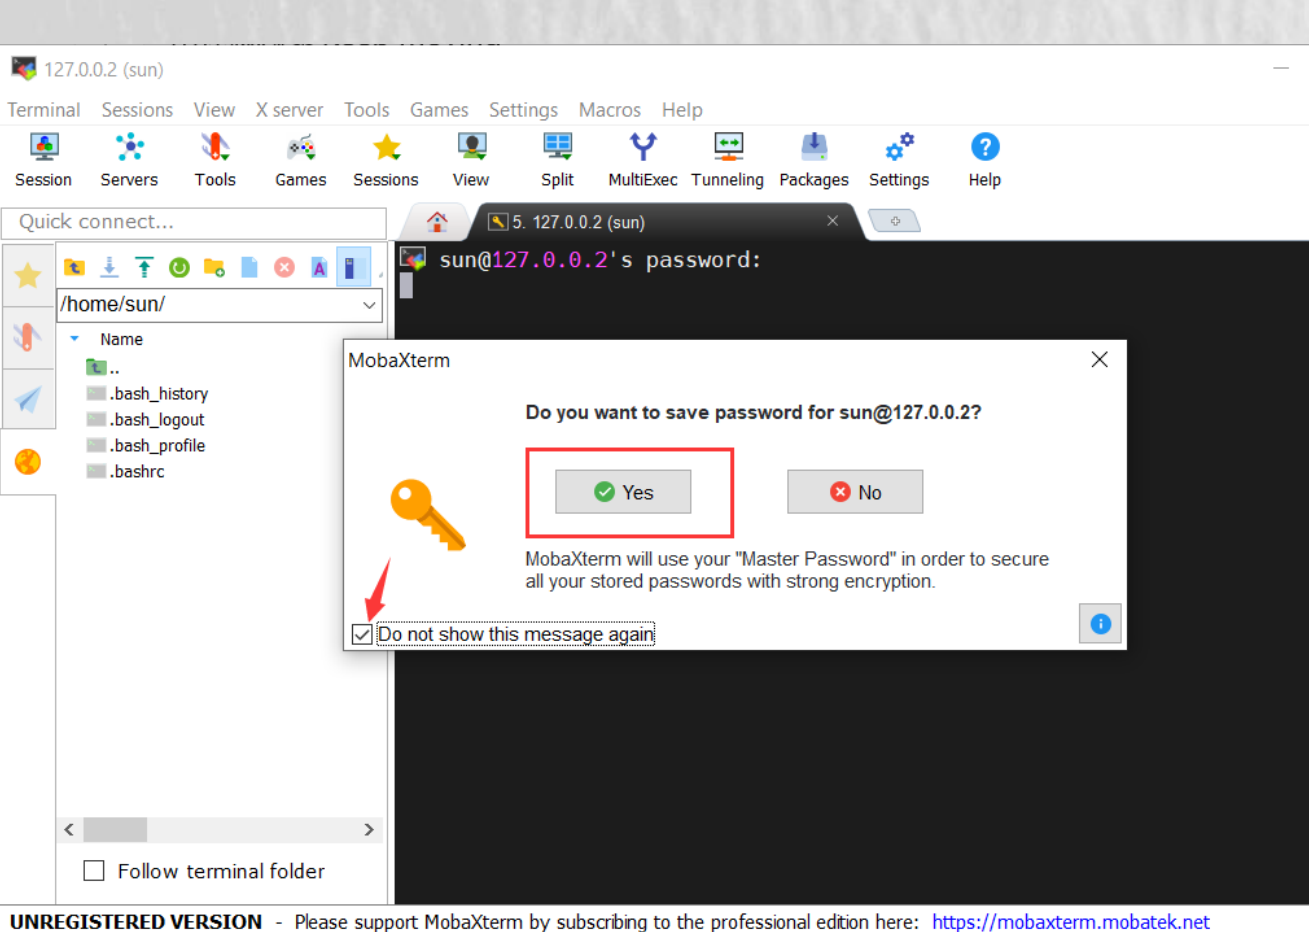 127.0.0.2 (sun)
Terminal Sessions View X server Tools Games Settings Macros Help
Session Servers Tools Games Sessions View Split MultiExec Tunneling Packages Settings Help
Quick connect...
5. 127.0.0.2 (sun)
sun@127.0.0.2's password:
/home/sun/
Name
..
.bash_history
.bash_logout
.bash_profile
.bashrc
MobaXterm
Do you want to save password for sun@127.0.0.2?
Yes
No
MobaXterm will use your "Master Password" in order to secure
all your stored passwords with strong encryption.
Do not show this message again
Follow terminal folder
UNREGISTERED VERSION - Please support MobaXterm by subscribing to the professional edition here: https://mobaxterm.mobatek.net